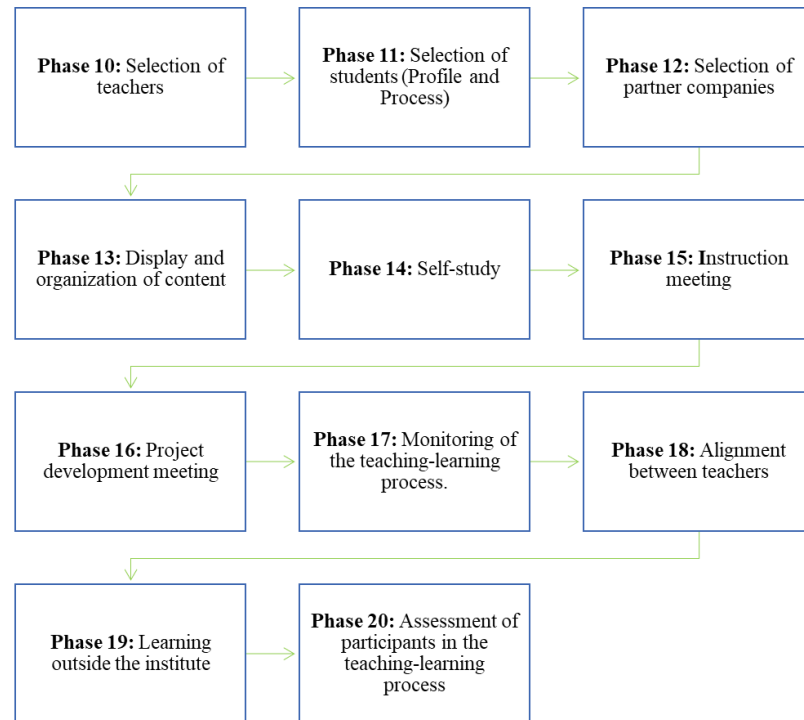 Phase 10: Selection of
teachers
Phase 11: Selection of
students (Profile and
Process)
Phase 12: Selection of
partner companies
Phase 13: Display and
organization of content
Phase 14: Self-study
Phase 15: Instruction
meeting
Phase 16: Project
development meeting
Phase 17: Monitoring of
the teaching-learning
process.
Phase 18: Alignment
between teachers
Phase 19: Learning
outside the institute
Phase 20: Assessment of
participants in the
teaching-learning
process